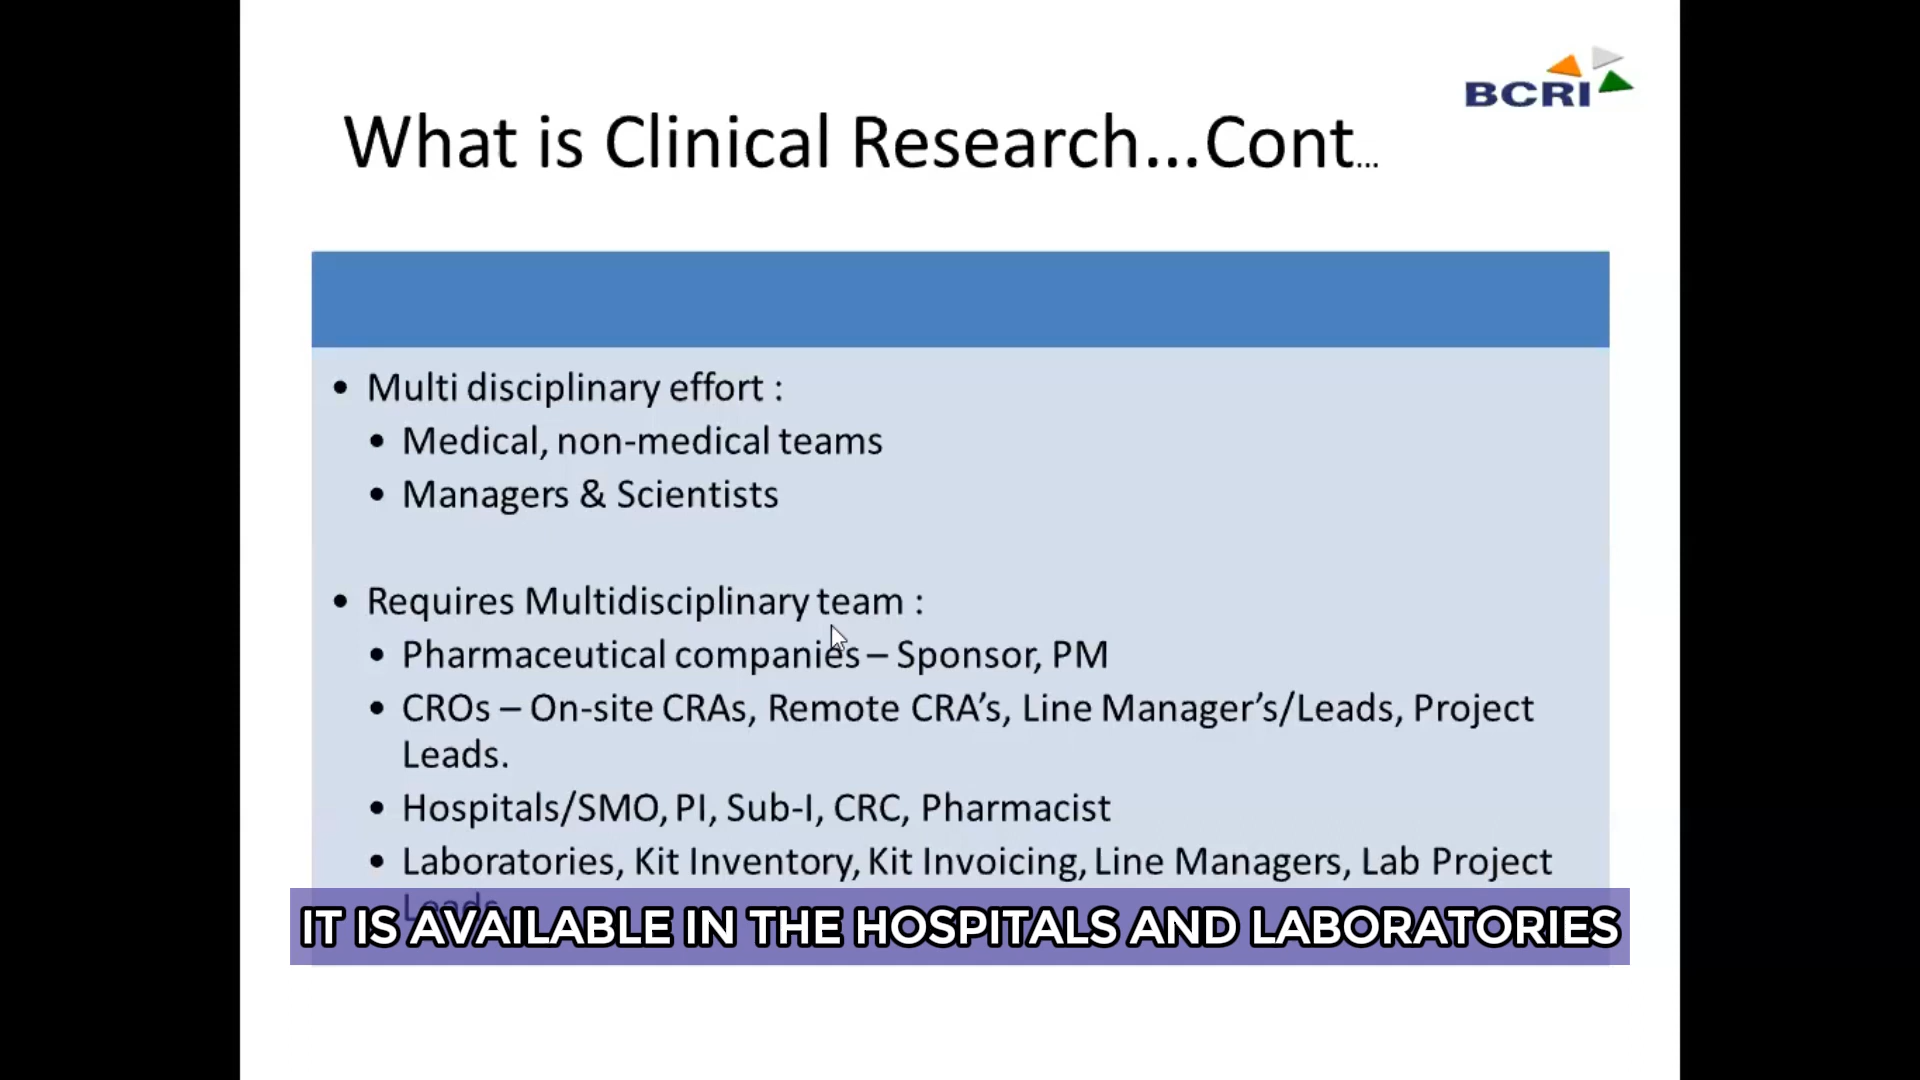 BCRI
What is Clinical Research...Cont...
• Multi disciplinary effort :
• Medical, non-medical teams
• Managers & Scientists
• Requires Multidisciplinary team :
• Pharmaceutical companies – Sponsor, PM
• CROs – On-site CRAs, Remote CRA’s, Line Manager’s/Leads, Project
Leads.
• Hospitals/SMO, PI, Sub-I, CRC, Pharmacist
• Laboratories, Kit Inventory, Kit Invoicing, Line Managers, Lab Project
Leads.
IT IS AVAILABLE IN THE HOSPITALS AND LABORATORIES